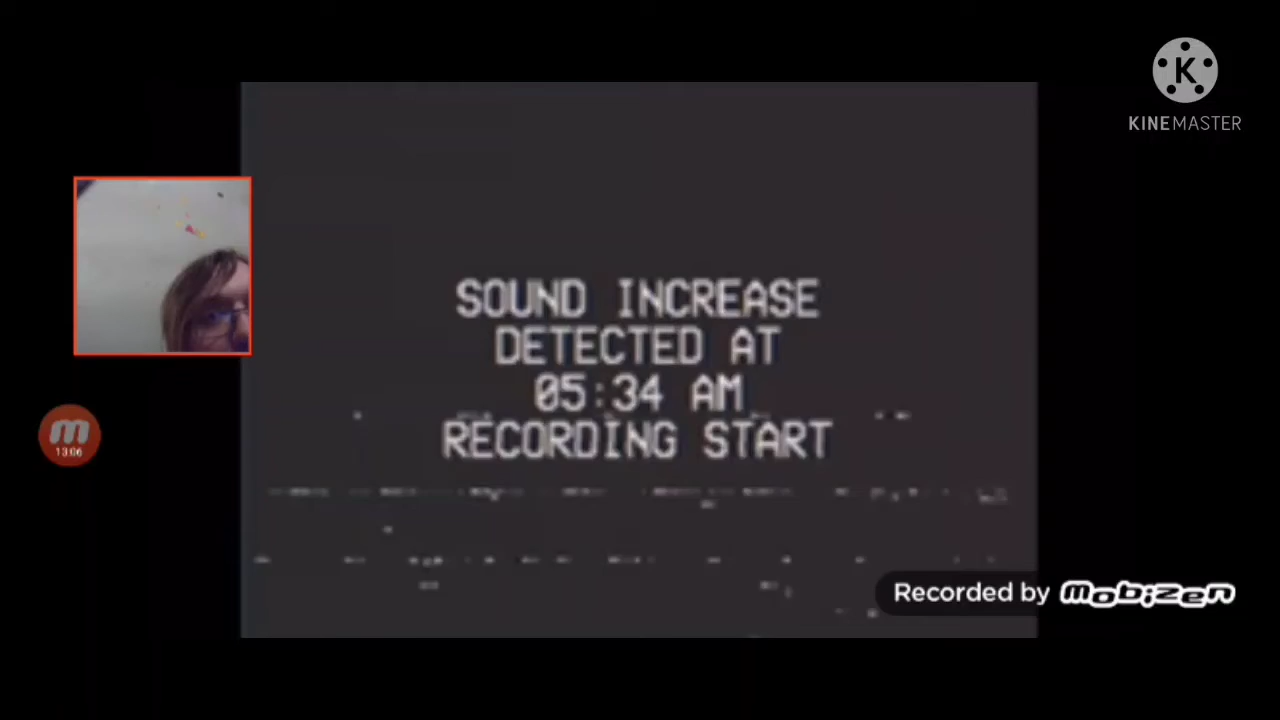 K
KINEMASTER
SOUND INCREASE
DETECTED AT
05:34 AM
RECORDING START
13:06
Recorded by mobizen